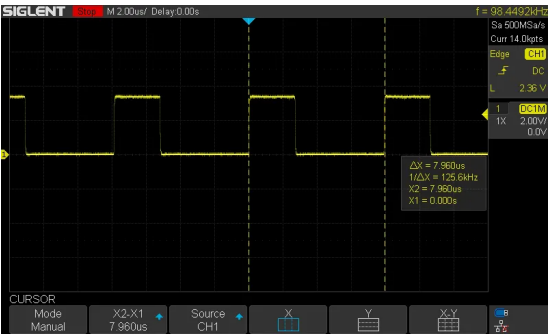 SIGLENT Stop M 2.00us/ Delay:0.00s f = 98.4492kHz
Sa 500MSa/s
Curr 14.0kpts
Edge CH1
DC
L 2.36 V
1 DC1M
1X 2.00V/
0.0V
1
ΔX = 7.960us
1/ΔX = 125.6kHz
X2 = 7.960us
X1 = 0.000s
CURSOR
Mode X2-X1 Source X Y X-Y
Manual 7.960us CH1